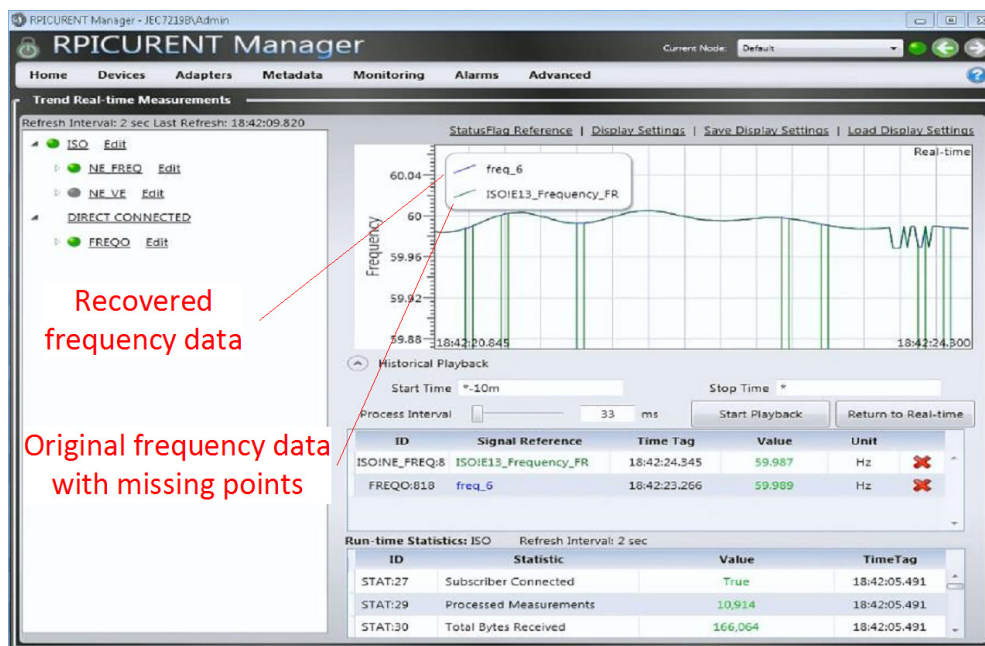 RPICURENT Manager - JEC7219B\Admin
RPICURENT Manager
Current Node: Default
Home Devices Adapters Metadata Monitoring Alarms Advanced
Trend Real-time Measurements
Refresh Interval: 2 sec Last Refresh: 18:42:09.820
StatusFlag Reference | Display Settings | Save Display Settings | Load Display Settings
ISO Edit
NE_FREQ Edit
NE_VE Edit
DIRECT CONNECTED
FREQO Edit
Real-time
freq_6
ISO!E13_Frequency_FR
Frequency
60.04
60
59.96
59.92
59.88
18:42:20.845
18:42:24.300
Recovered
frequency data
Original frequency data
with missing points
Historical Playback
Start Time *-10m Stop Time *
Process Interval 33 ms Start Playback Return to Real-time
ID Signal Reference Time Tag Value Unit
ISO!NE_FREQ:8 ISO!E13_Frequency_FR 18:42:24.345 59.987 Hz
FREQO:818 freq_6 18:42:23.266 59.989 Hz
Run-time Statistics: ISO Refresh Interval: 2 sec
ID Statistic Value TimeTag
STAT:27 Subscriber Connected True 18:42:05.491
STAT:29 Processed Measurements 10,914 18:42:05.491
STAT:30 Total Bytes Received 166,064 18:42:05.491